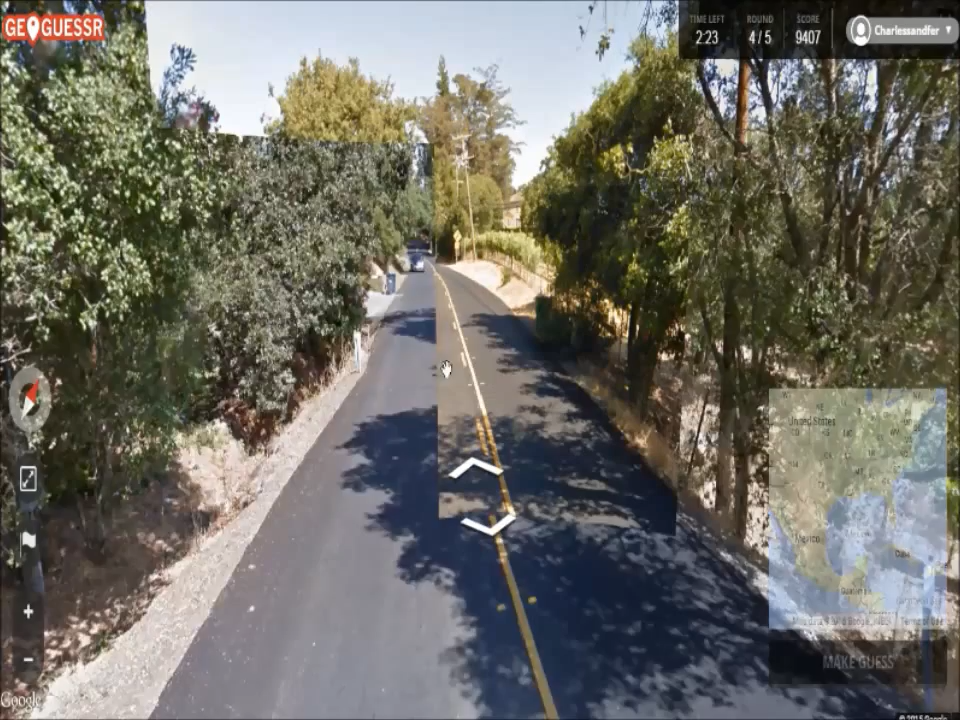 GEOGUESSR
TIME LEFT
2:23
ROUND
4 / 5
SCORE
9407
Charlessandfer
United States
Mexico
MAKE GUESS
Google